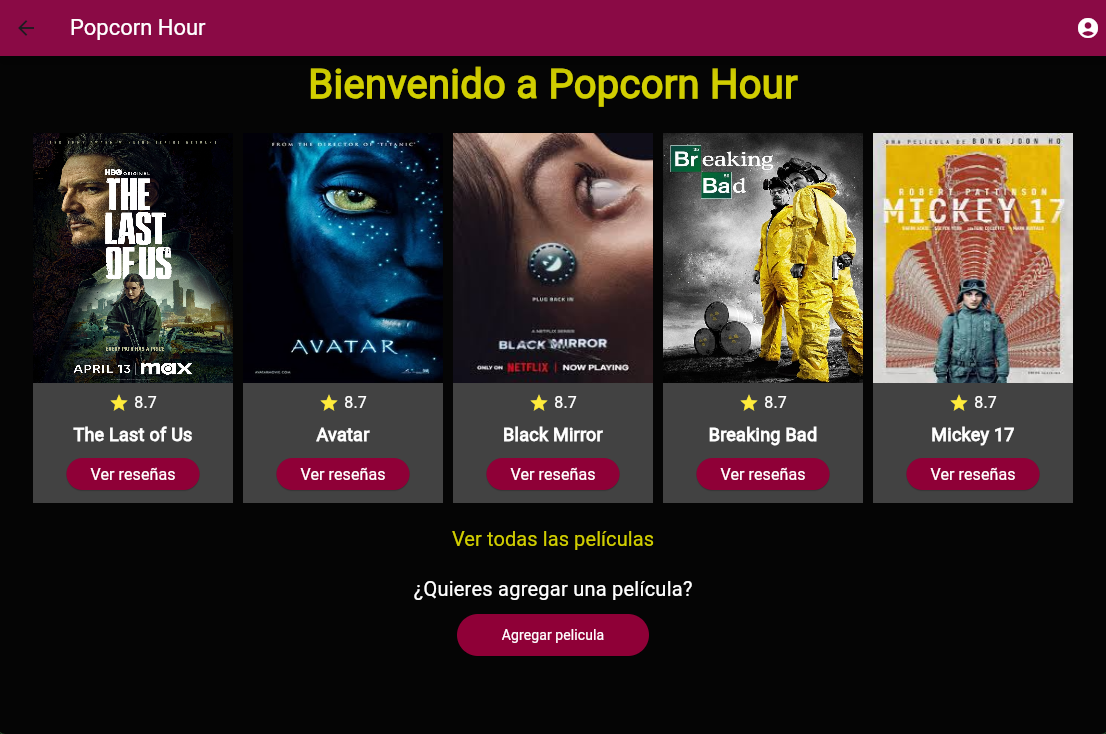 Popcorn Hour
Bienvenido a Popcorn Hour
HBO ORIGINAL
THE
LAST
OF US
EVERY PATH HAS A PRICE
APRIL 13 | max
FROM THE DIRECTOR OF "TITANIC"
AVATAR
PLUG BACK IN
A NETFLIX SERIES
BLACK MIRROR
ONLY ON NETFLIX | NOW PLAYING
Breaking
Bad
UNA PELÍCULA DE BONG JOON HO
ROBERT PATTINSON
MICKEY 17
8.7
8.7
8.7
8.7
8.7
The Last of Us
Avatar
Black Mirror
Breaking Bad
Mickey 17
Ver reseñas
Ver reseñas
Ver reseñas
Ver reseñas
Ver reseñas
Ver todas las películas
¿Quieres agregar una película?
Agregar pelicula